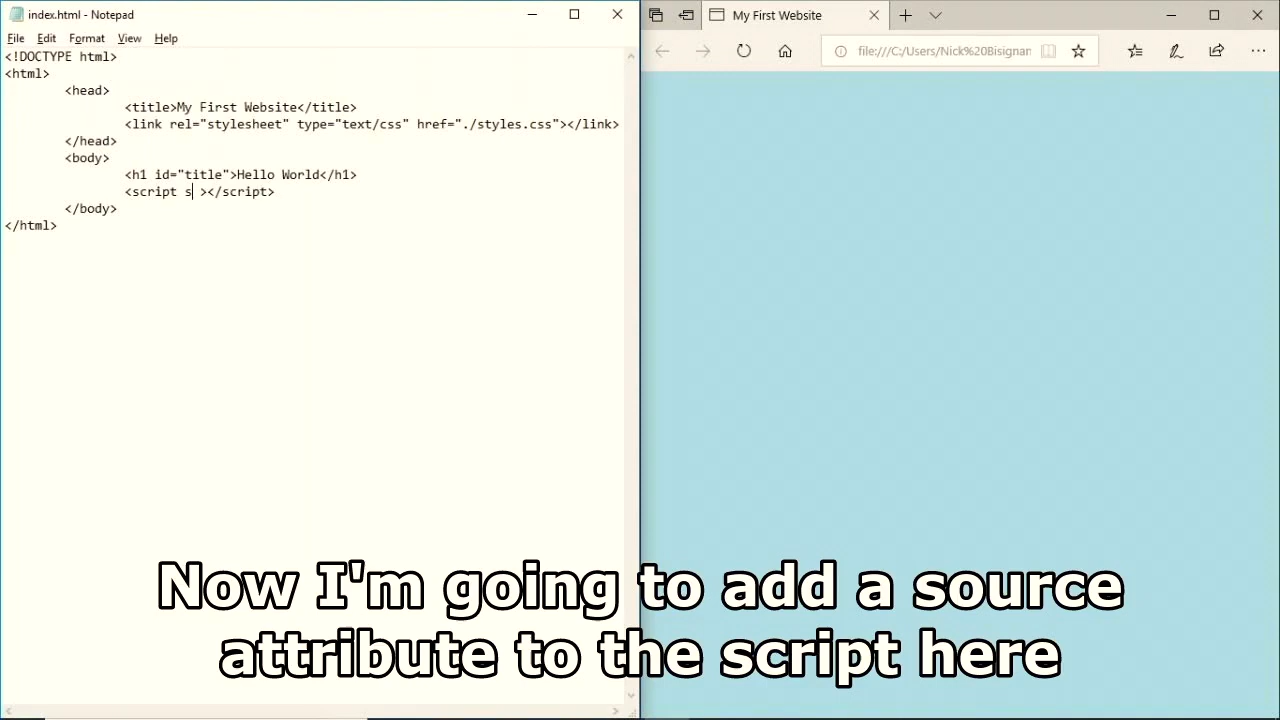 index.html - Notepad
File Edit Format View Help
<!DOCTYPE html>
<html>
<head>
<title>My First Website</title>
<link rel="stylesheet" type="text/css" href="./styles.css"></link>
</head>
<body>
<h1 id="title">Hello World</h1>
<script s ></script>
</body>
</html>
My First Website
file:///C:/Users/Nick%20Bisignar
Now I'm going to add a source
attribute to the script here